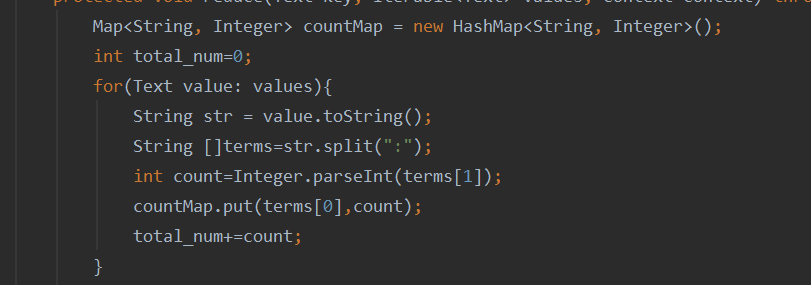 protected void reduce(Text key, Iterable<Text> values, Context context) thro
Map<String, Integer> countMap = new HashMap<String, Integer>();
int total_num=0;
for(Text value: values){
String str = value.toString();
String []terms=str.split(":");
int count=Integer.parseInt(terms[1]);
countMap.put(terms[0],count);
total_num+=count;
}